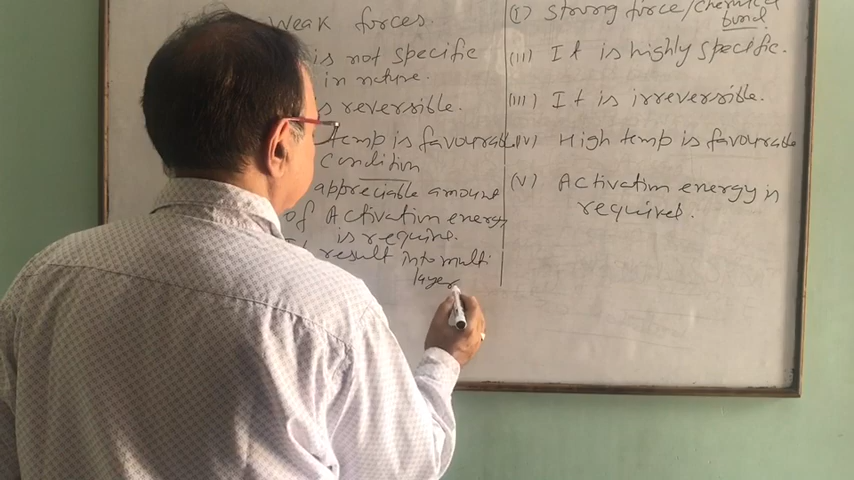 Weak forces.
is not specific
in nature.
s reversible.
temp is favourable
condition
appreciable amount
of Activation energy
is require.
result into multi
layer
(I) Strong force/chemical
bond.
(II) It is highly specific.
(III) It is irreversible.
(IV) High temp is favourable
(V) Activation energy is
required.